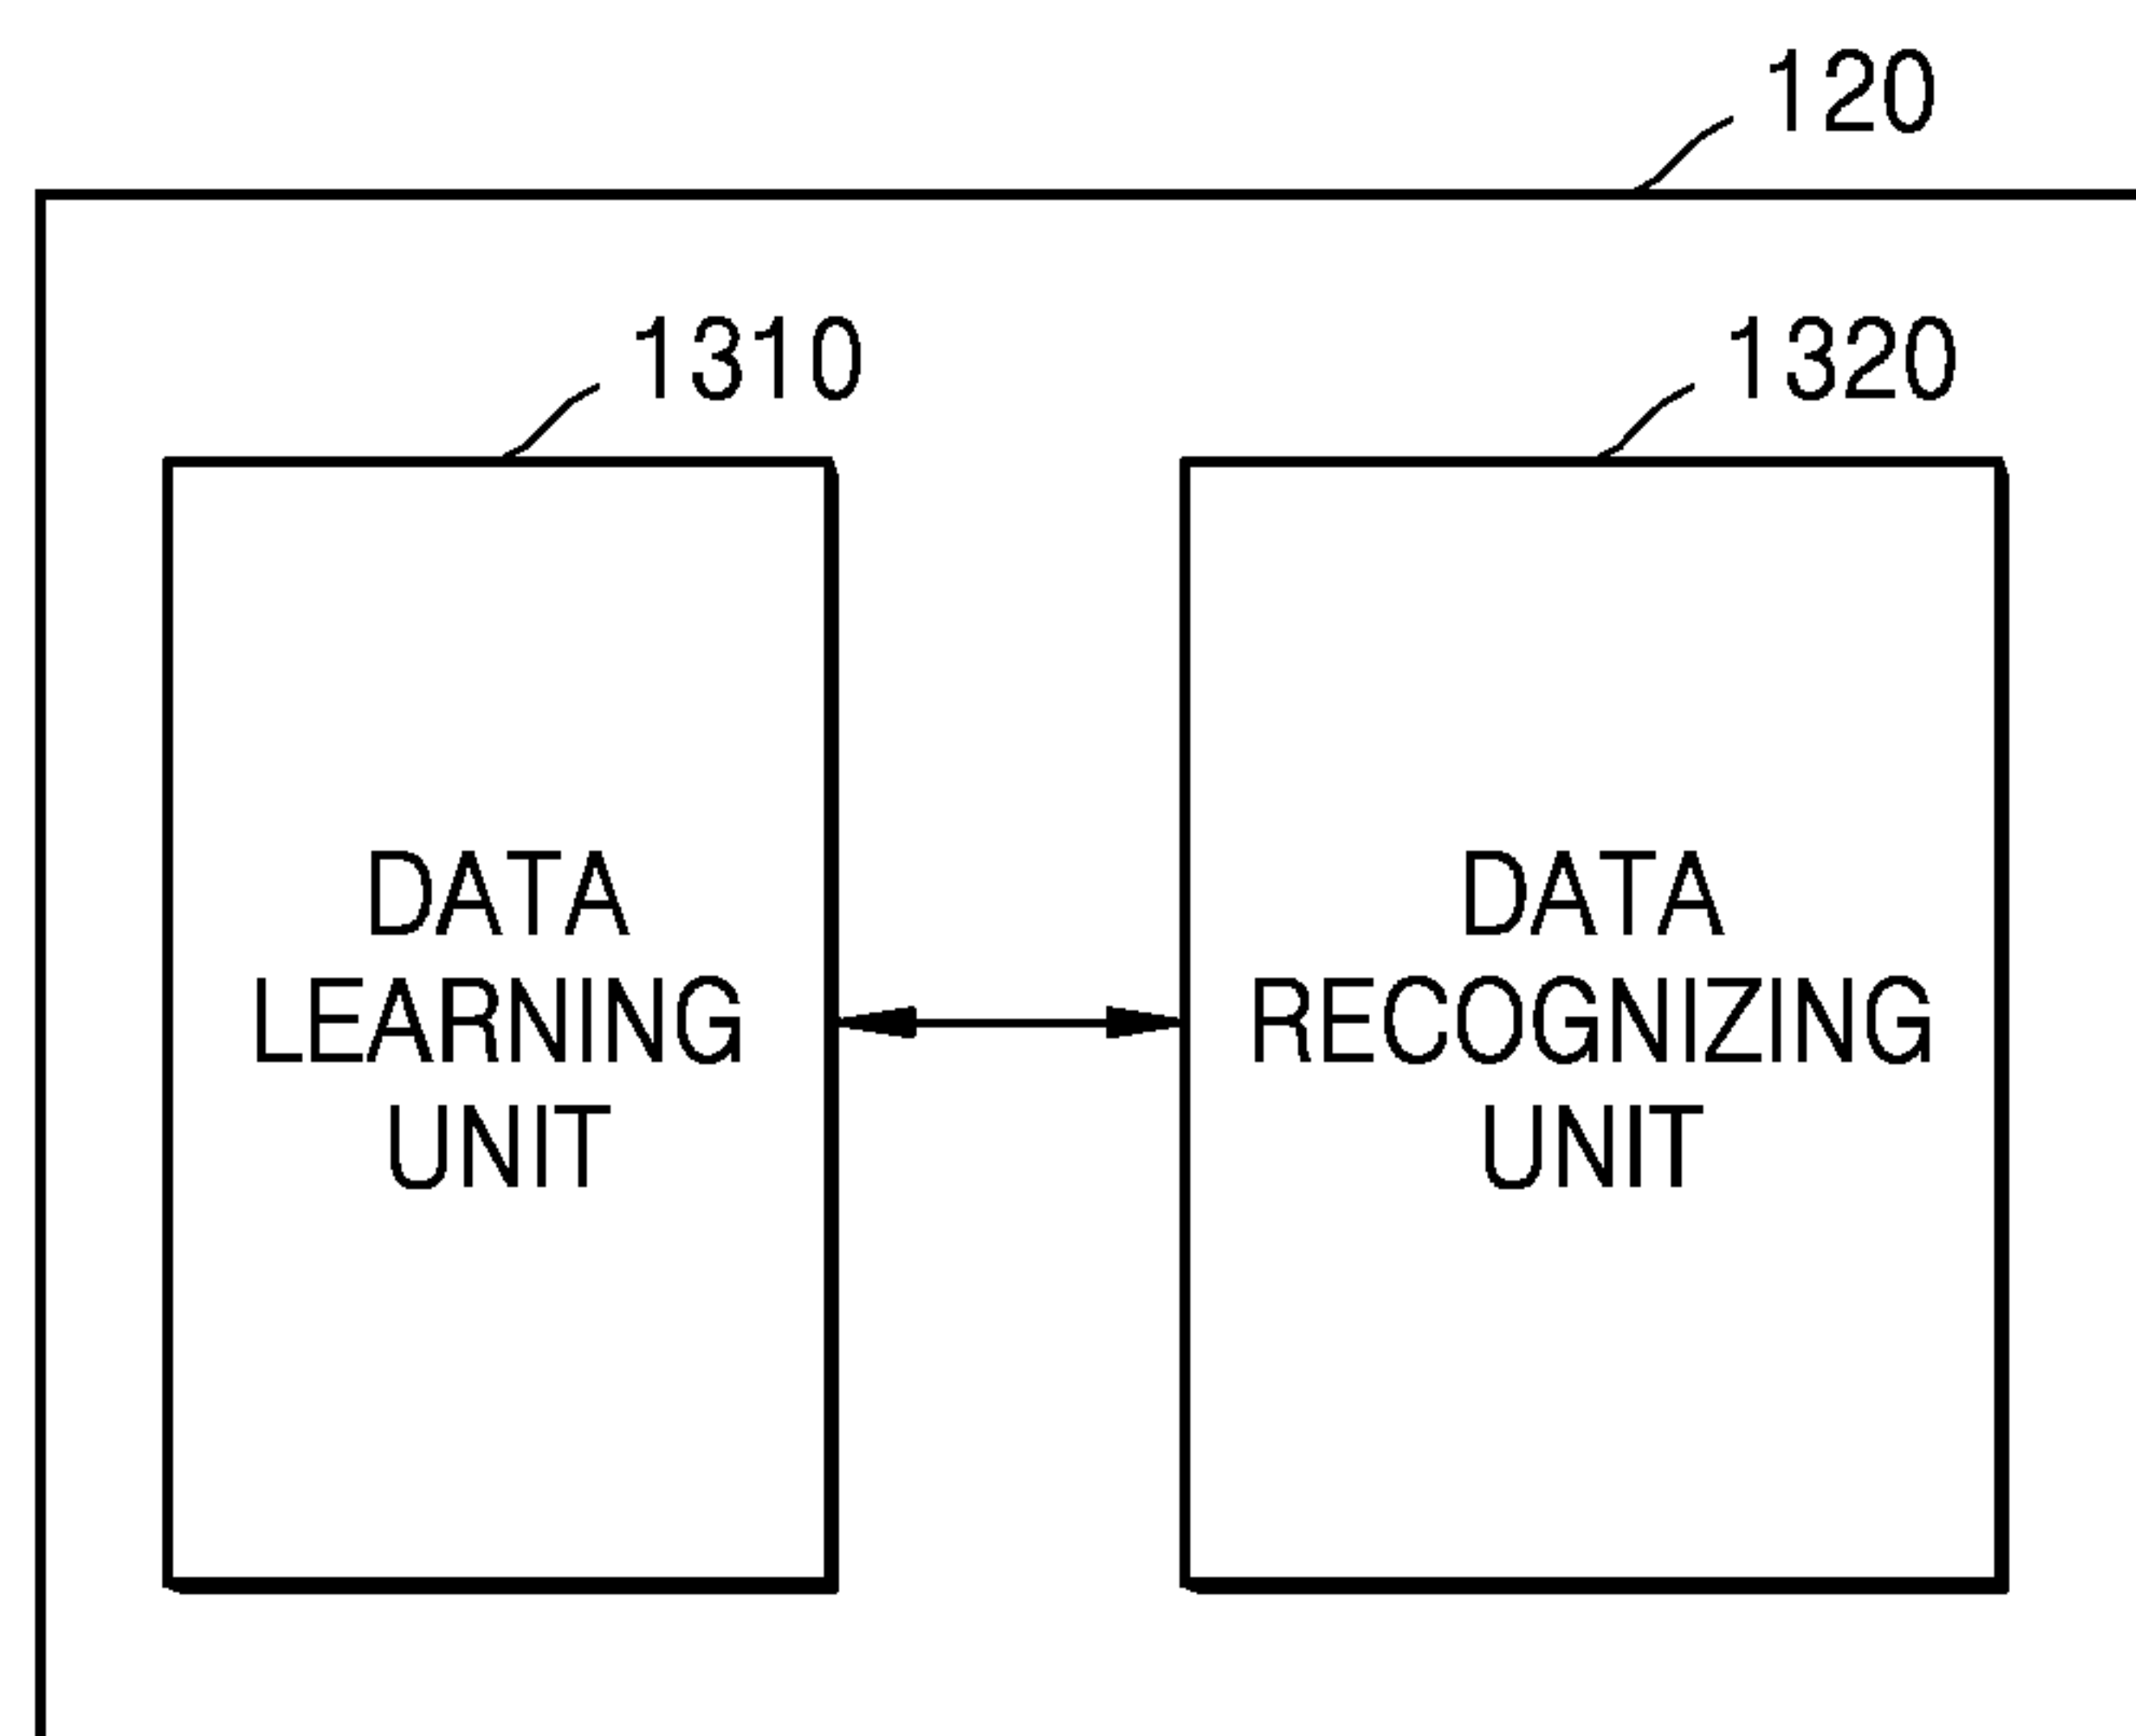 120
1310
1320
DATA
LEARNING
UNIT
DATA
RECOGNIZING
UNIT